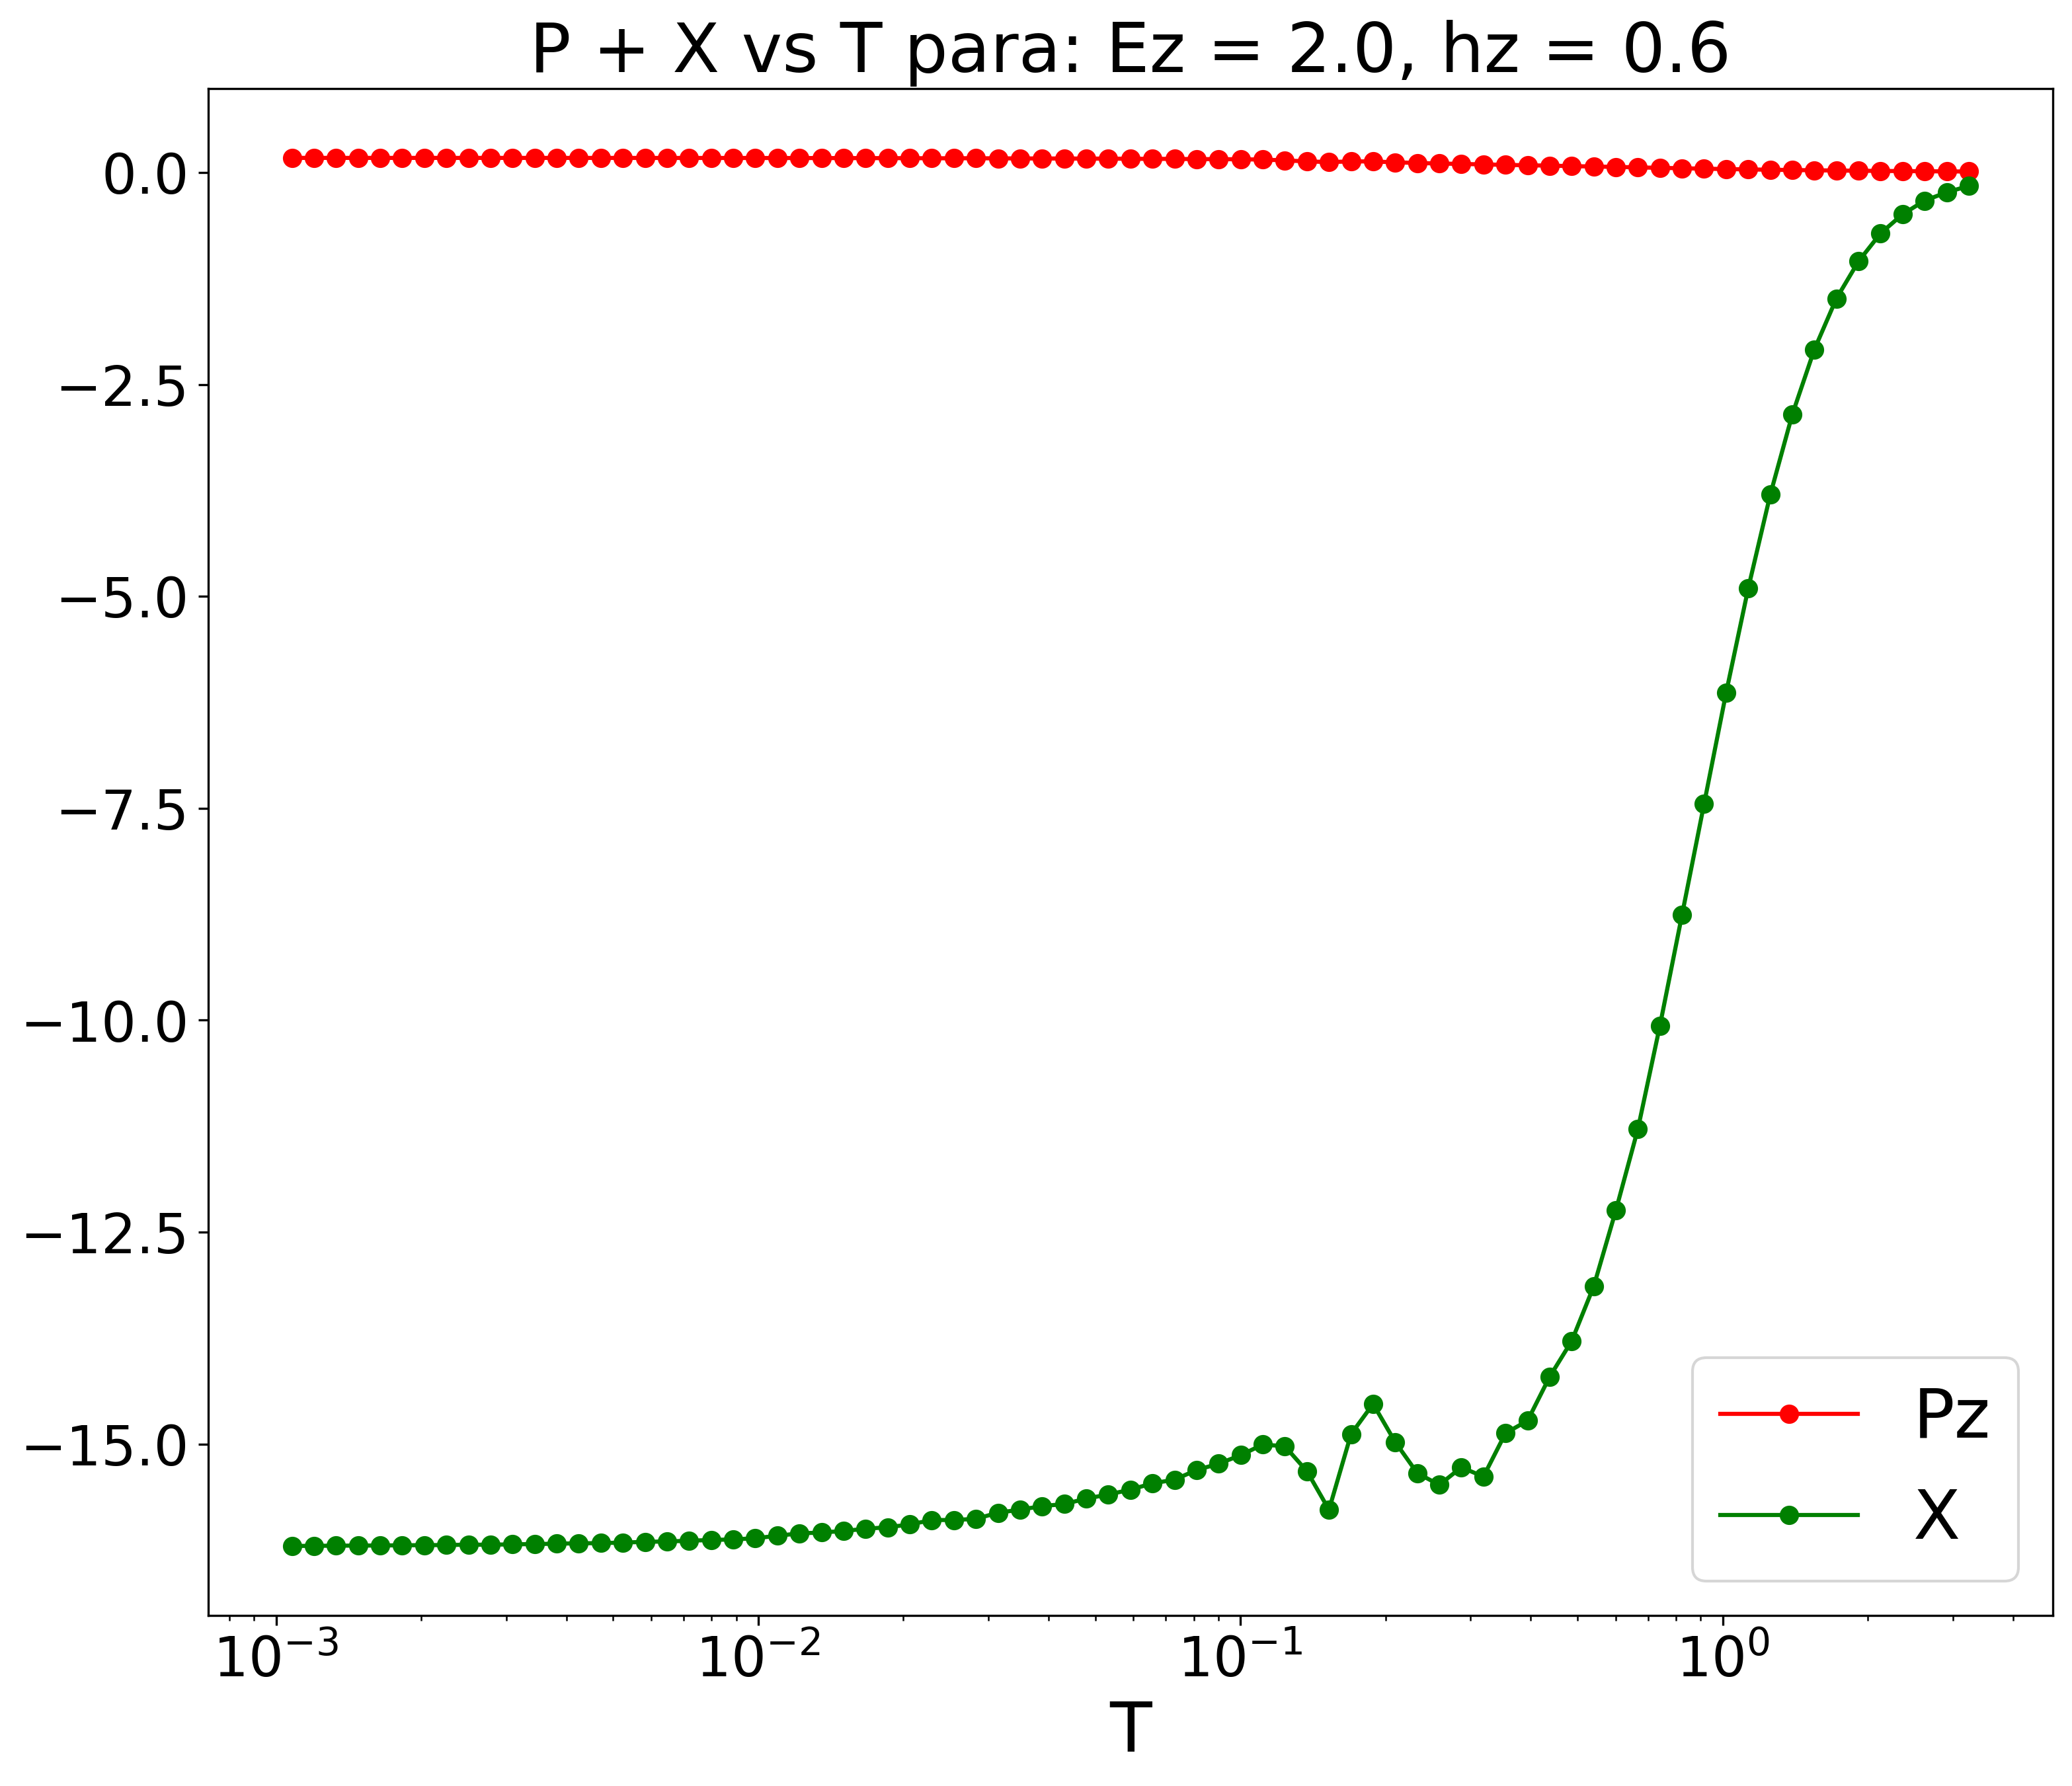 P + X vs T para: Ez = 2.0, hz = 0.6
0.0
−2.5
−5.0
−7.5
−10.0
−12.5
−15.0
Pz
X
10⁻³ 10⁻² 10⁻¹ 10⁰
T